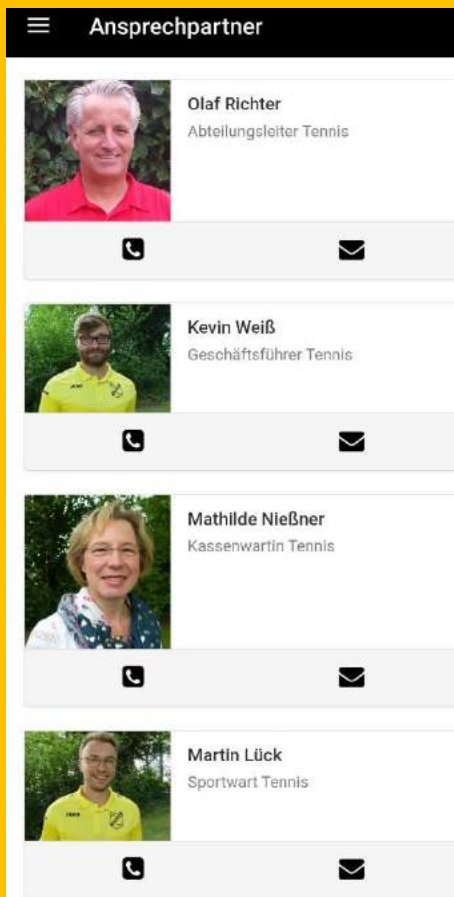 Ansprechpartner
Olaf Richter
Abteilungsleiter Tennis
Kevin Weiß
Geschäftsführer Tennis
Mathilde Nießner
Kassenwartin Tennis
Martin Lück
Sportwart Tennis